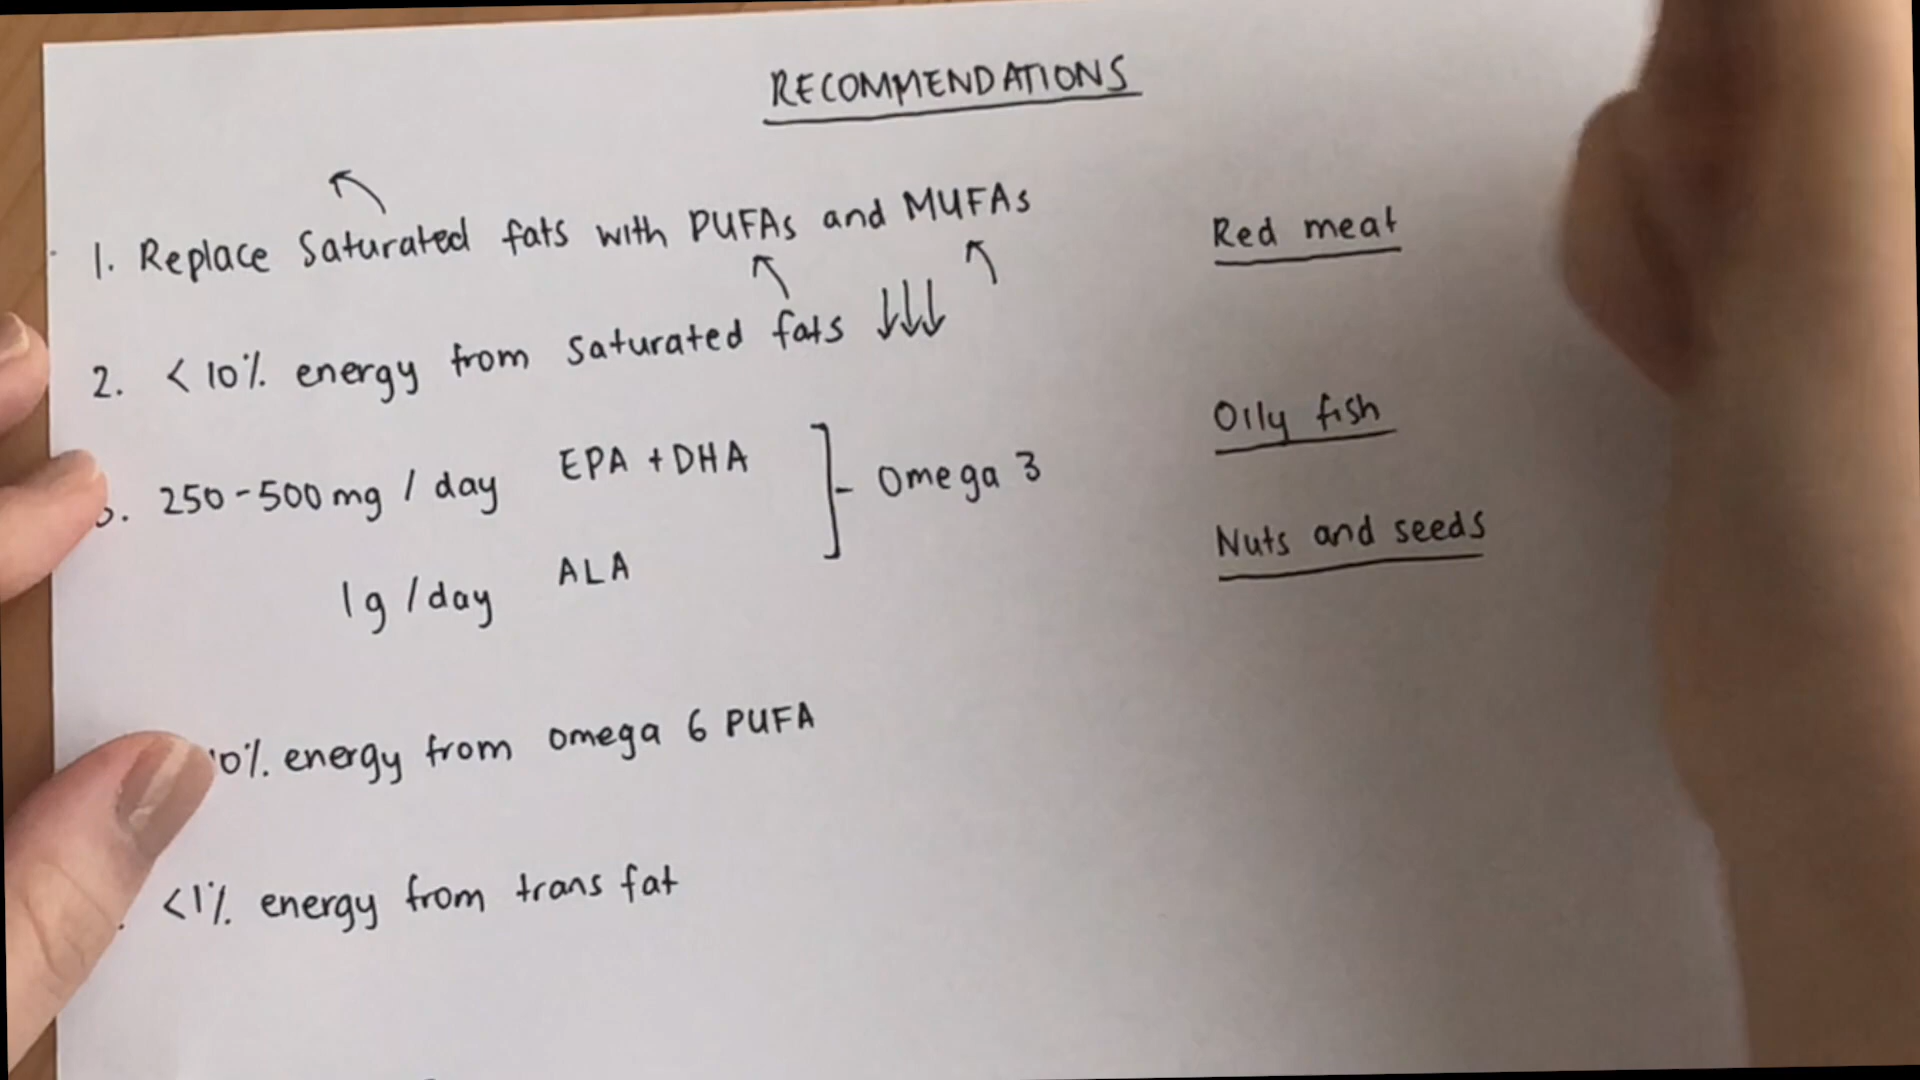 RECOMMENDATIONS
1. Replace saturated fats with PUFAs and MUFAs
2. <10% energy from saturated fats ↓↓↓
250-500mg / day EPA + DHA
Omega 3
1g / day ALA
0% energy from omega 6 PUFA
<1% energy from trans fat
Red meat
Oily fish
Nuts and seeds